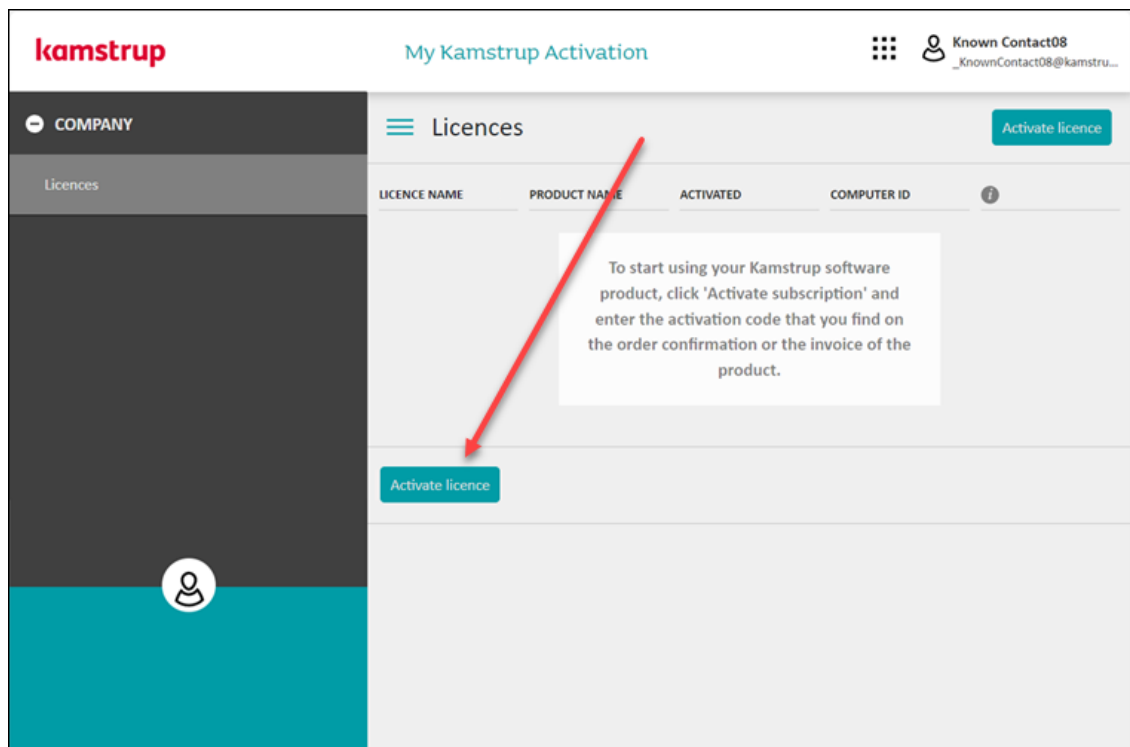 kamstrup
My Kamstrup Activation
Known Contact08
_KnownContact08@kamstru...
COMPANY
Licences
Licences
Activate licence
LICENCE NAME
PRODUCT NAME
ACTIVATED
COMPUTER ID
i
To start using your Kamstrup software
product, click 'Activate subscription' and
enter the activation code that you find on
the order confirmation or the invoice of the
product.
Activate licence